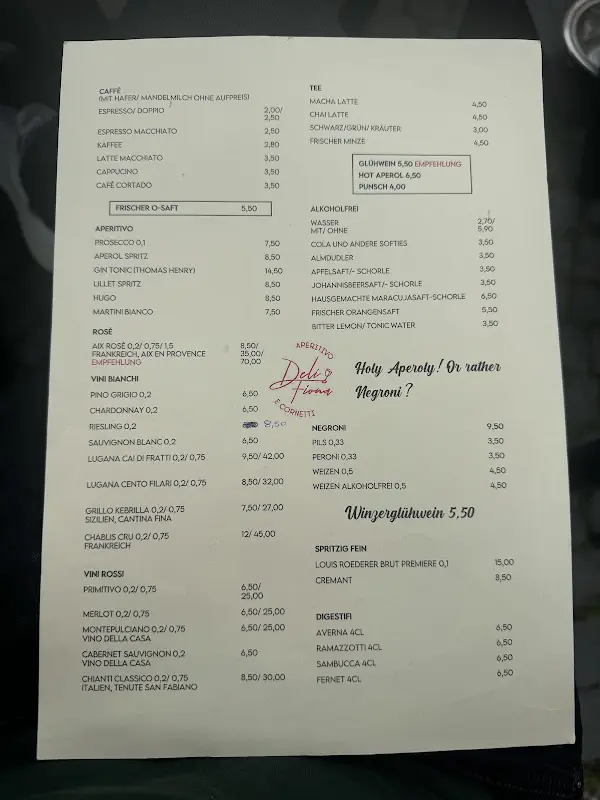 CAFFÉ
(MIT HAFER/ MANDELMILCH OHNE AUFPREIS)
ESPRESSO/ DOPPIO 2,00/
2,50
ESPRESSO MACCHIATO 2,50
KAFFEE 2,80
LATTE MACCHIATO 3,50
CAPPUCINO 3,50
CAFÉ CORTADO 3,50
FRISCHER O-SAFT 5,50
APERITIVO
PROSECCO 0,1 7,50
APEROL SPRITZ 8,50
GIN TONIC (THOMAS HENRY) 14,50
LILLET SPRITZ 8,50
HUGO 8,50
MARTINI BIANCO 7,50
ROSÉ
AIX ROSÉ 0,2/ 0,75/ 1,5 8,50/
FRANKREICH, AIX EN PROVENCE 35,00/
EMPFEHLUNG 70,00
VINI BIANCHI
PINO GRIGIO 0,2 6,50
CHARDONNAY 0,2 6,50
RIESLING 0,2 8,50
SAUVIGNON BLANC 0,2 6,50
LUGANA CAI DI FRATTI 0,2/ 0,75 9,50/ 42,00
LUGANA CENTO FILARI 0,2/ 0,75 8,50/ 32,00
GRILLO KEBRILLA 0,2/ 0,75 7,50/ 27,00
SIZILIEN, CANTINA FINA
CHABLIS CRU 0,2/ 0,75 12/ 45,00
FRANKREICH
VINI ROSSI
PRIMITIVO 0,2/ 0,75 6,50/
25,00
MERLOT 0,2/ 0,75 6,50/ 25,00
MONTEPULCIANO 0,2/ 0,75 6,50/ 25,00
VINO DELLA CASA
CABERNET SAUVIGNON 0,2 6,50
VINO DELLA CASA
CHIANTI CLASSICO 0,2/ 0,75 8,50/ 30,00
ITALIEN, TENUTE SAN FABIANO
APERITIVO
Deli
Fiona
E CORNETTI
TEE
MACHA LATTE 4,50
CHAI LATTE 4,50
SCHWARZ/GRÜN/ KRÄUTER 3,00
FRISCHER MINZE 4,50
GLÜHWEIN 5,50 EMPFEHLUNG
HOT APEROL 6,50
PUNSCH 4,00
ALKOHOLFREI
WASSER 2,70/
MIT/ OHNE 5,90
COLA UND ANDERE SOFTIES 3,50
ALMDUDLER 3,50
APFELSAFT/- SCHORLE 3,50
JOHANNISBEERSAFT/- SCHORLE 3,50
HAUSGEMACHTE MARACUJASAFT-SCHORLE 6,50
FRISCHER ORANGENSAFT 5,50
BITTER LEMON/ TONIC WATER 3,50
Holy Aperoly! Or rather
Negroni?
NEGRONI 9,50
PILS 0,33 3,50
PERONI 0,33 3,50
WEIZEN 0,5 4,50
WEIZEN ALKOHOLFREI 0,5 4,50
Winzerglühwein 5,50
SPRITZIG FEIN
LOUIS ROEDERER BRUT PREMIERE 0,1 15,00
CREMANT 8,50
DIGESTIFI
AVERNA 4CL 6,50
RAMAZZOTTI 4CL 6,50
SAMBUCCA 4CL 6,50
FERNET 4CL 6,50